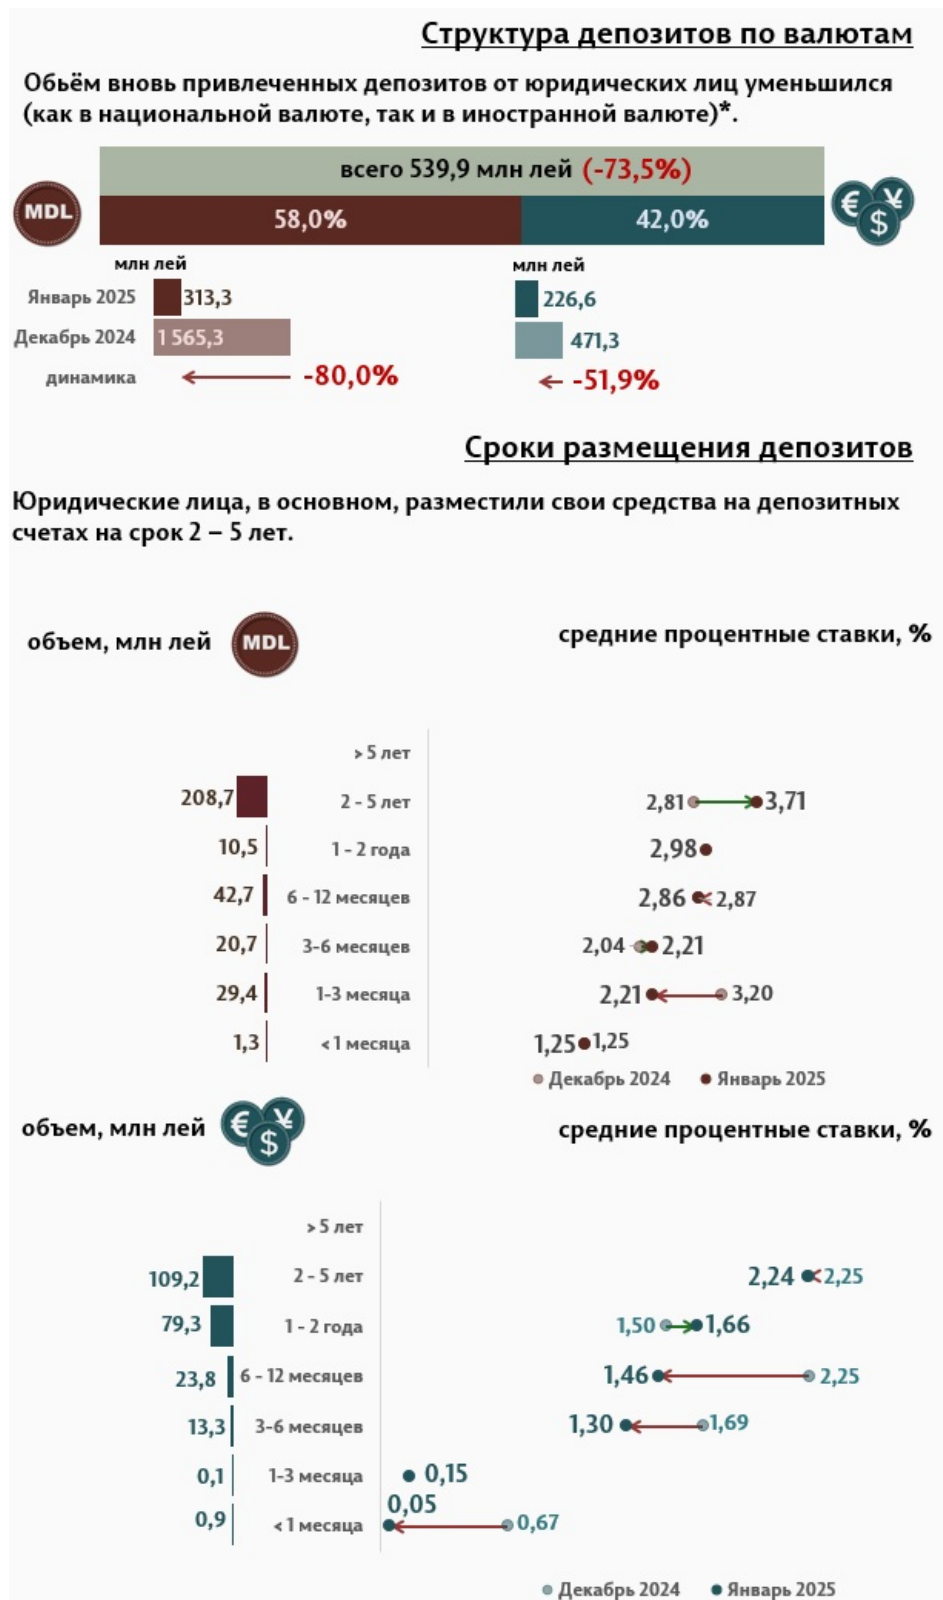 Структура депозитов по валютам
Обьём вновь привлеченных депозитов от юридических лиц уменьшился
(как в национальной валюте, так и в иностранной валюте)*.
всего 539,9 млн лей (-73,5%)
MDL 58,0% 42,0% € ¥ $
млн лей млн лей
Январь 2025 313,3 226,6
Декабрь 2024 1 565,3 471,3
динамика -80,0% -51,9%
Сроки размещения депозитов
Юридические лица, в основном, разместили свои средства на депозитных
счетах на срок 2 – 5 лет.
объем, млн лей MDL средние процентные ставки, %
> 5 лет
208,7 2 - 5 лет 2,81 3,71
10,5 1 - 2 года 2,98
42,7 6 - 12 месяцев 2,86 2,87
20,7 3-6 месяцев 2,04 2,21
29,4 1-3 месяца 2,21 3,20
1,3 < 1 месяца 1,25 1,25
Декабрь 2024 Январь 2025
объем, млн лей € ¥ $ средние процентные ставки, %
> 5 лет
109,2 2 - 5 лет 2,24 2,25
79,3 1 - 2 года 1,50 1,66
23,8 6 - 12 месяцев 1,46 2,25
13,3 3-6 месяцев 1,30 1,69
0,1 1-3 месяца 0,15
0,9 < 1 месяца 0,05 0,67
Декабрь 2024 Январь 2025